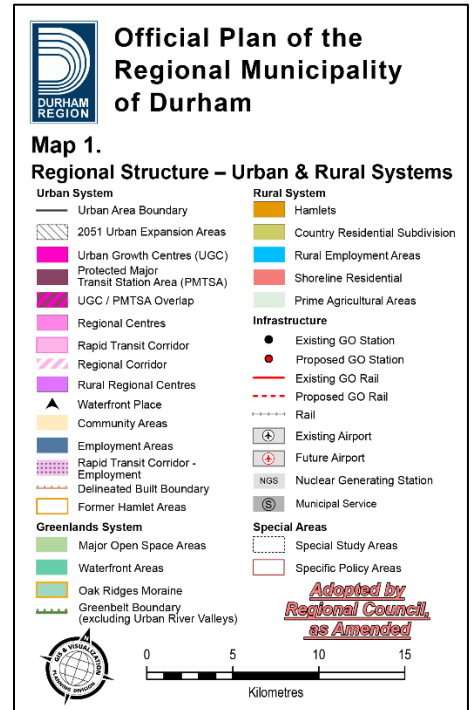 DURHAM
REGION
Official Plan of the
Regional Municipality
of Durham
Map 1.
Regional Structure – Urban & Rural Systems
Urban System
Urban Area Boundary
2051 Urban Expansion Areas
Urban Growth Centres (UGC)
Protected Major
Transit Station Area (PMTSA)
UGC / PMTSA Overlap
Regional Centres
Rapid Transit Corridor
Regional Corridor
Rural Regional Centres
Waterfront Place
Community Areas
Employment Areas
Rapid Transit Corridor -
Employment
Delineated Built Boundary
Former Hamlet Areas
Greenlands System
Major Open Space Areas
Waterfront Areas
Oak Ridges Moraine
Greenbelt Boundary
(excluding Urban River Valleys)
Rural System
Hamlets
Country Residential Subdivision
Rural Employment Areas
Shoreline Residential
Prime Agricultural Areas
Infrastructure
Existing GO Station
Proposed GO Station
Existing GO Rail
Proposed GO Rail
Rail
Existing Airport
Future Airport
NGS Nuclear Generating Station
S Municipal Service
Special Areas
Special Study Areas
Specific Policy Areas
Adopted by
Regional Council,
as Amended
GIS & VISUALIZATION
PLANNING DIVISION
0 5 10 15
Kilometres